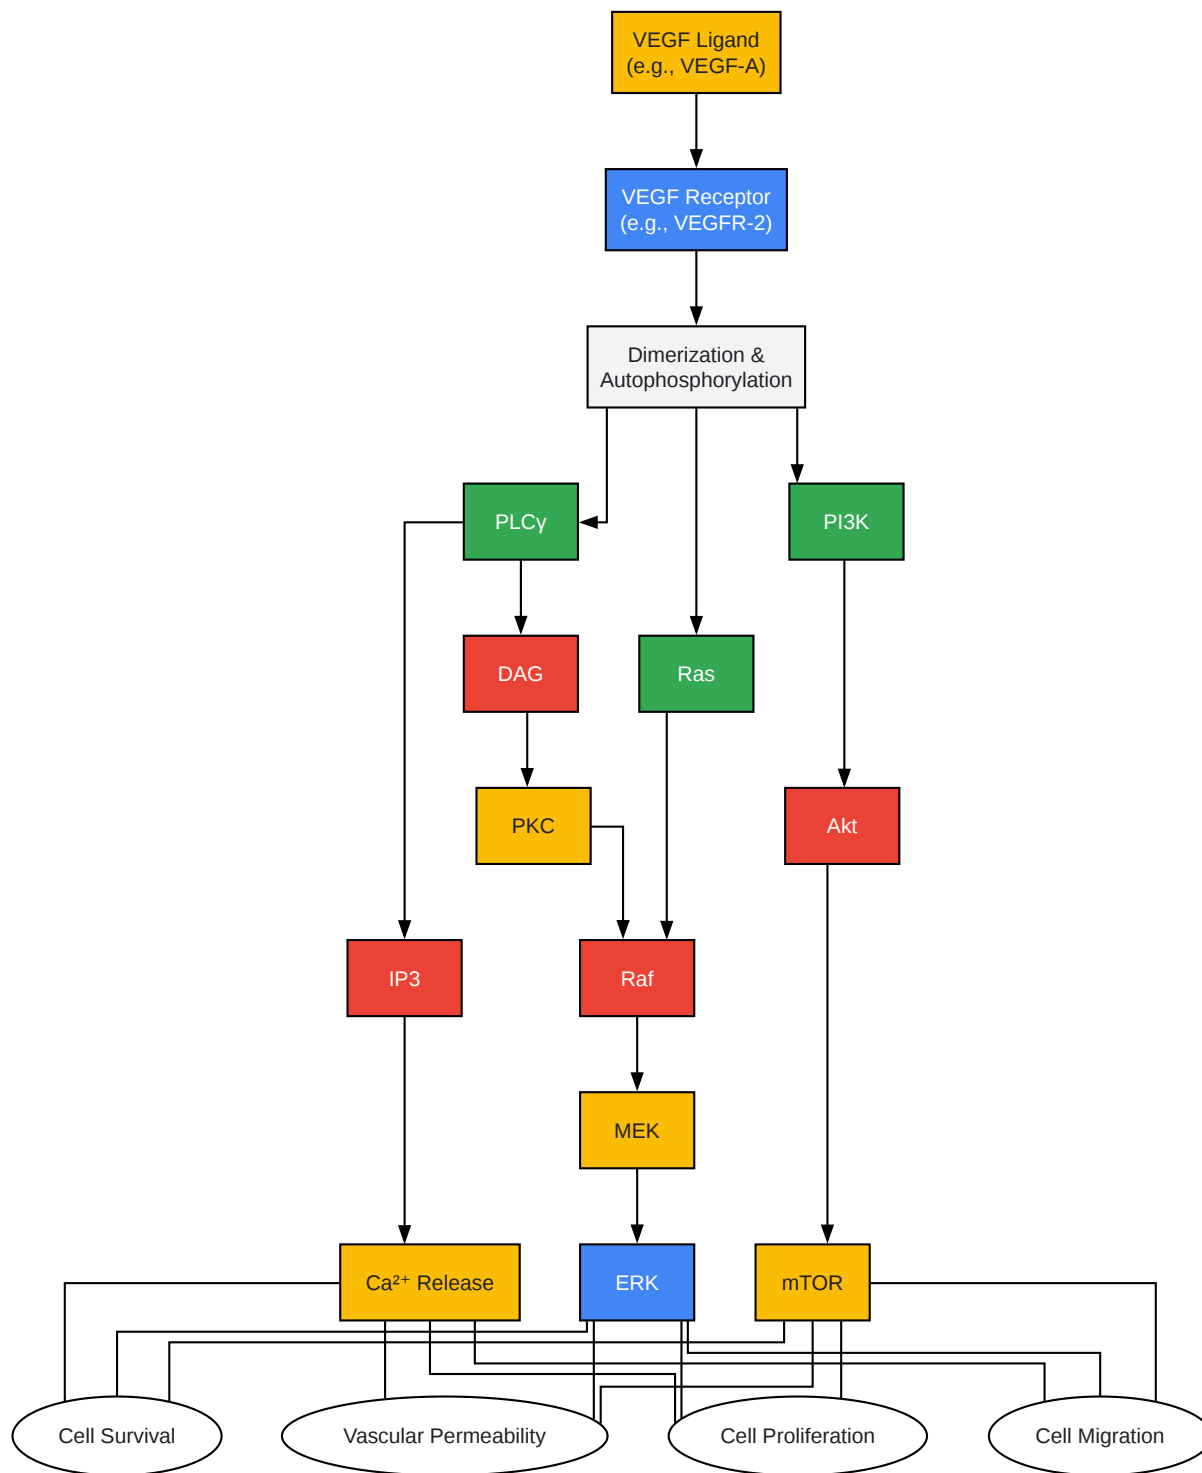 VEGF Ligand
(e.g., VEGF-A)
VEGF Receptor
(e.g., VEGFR-2)
Dimerization &
Autophosphorylation
PLCγ
PI3K
DAG
Ras
PKC
Akt
IP3
Raf
MEK
Ca²⁺ Release
ERK
mTOR
Cell Survival
Vascular Permeability
Cell Proliferation
Cell Migration